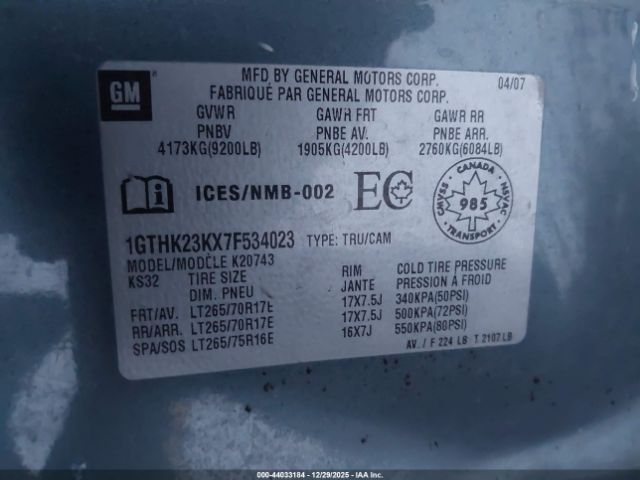 GM
MFD BY GENERAL MOTORS CORP. 04/07
FABRIQUÉ PAR GENERAL MOTORS CORP.
GVWR GAWR FRT GAWR RR
PNBV PNBE AV. PNBE ARR.
4173KG(9200LB) 1905KG(4200LB) 2760KG(6084LB)
ICES/NMB-002 EC
CANADA
CMVSS 985 NSVAC
TRANSPORT
1GTHK23KX7F534023 TYPE: TRU/CAM
MODEL/MODÈLE K20743
KS32 TIRE SIZE RIM COLD TIRE PRESSURE
DIM. PNEU JANTE PRESSION À FROID
FRT/AV. LT265/70R17E 17X7.5J 340KPA(50PSI)
RR/ARR. LT265/70R17E 17X7.5J 500KPA(72PSI)
SPA/SOS LT265/75R16E 16X7J 550KPA(80PSI)
AV. / F 224 LB T 2107 LB
000-44033184 - 12/29/2025 - IAA, Inc.